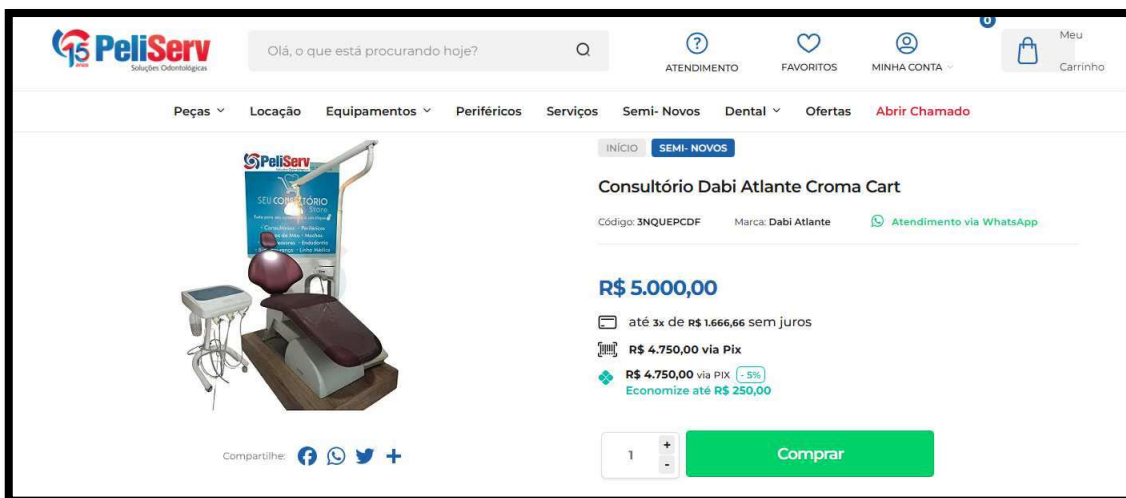 15 anos PeliServ
Soluções Odontológicas
Olá, o que está procurando hoje?
ATENDIMENTO
FAVORITOS
MINHA CONTA
0
Meu
Carrinho
Peças
Locação
Equipamentos
Periféricos
Serviços
Semi- Novos
Dental
Ofertas
Abrir Chamado
PeliServ
SEU CONSULTÓRIO
Store
INÍCIO
SEMI- NOVOS
Consultório Dabi Atlante Croma Cart
Código: 3NQUEPCDF
Marca: Dabi Atlante
Atendimento via WhatsApp
R$ 5.000,00
até 3x de R$ 1.666,66 sem juros
R$ 4.750,00 via Pix
R$ 4.750,00 via PIX - 5%
Economize até R$ 250,00
1
+
-
Comprar
Compartilhe: